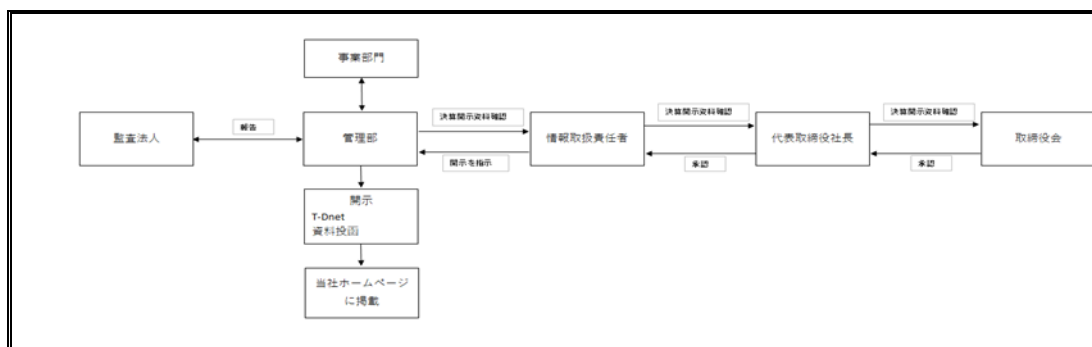 事業部門
決算開示資料確認
決算開示資料確認
決算開示資料確認
監査法人
報告
管理部
情報取扱責任者
代表取締役社長
取締役会
開示を指示
承認
承認
開示
T-Dnet
資料投函
当社ホームページ
に掲載